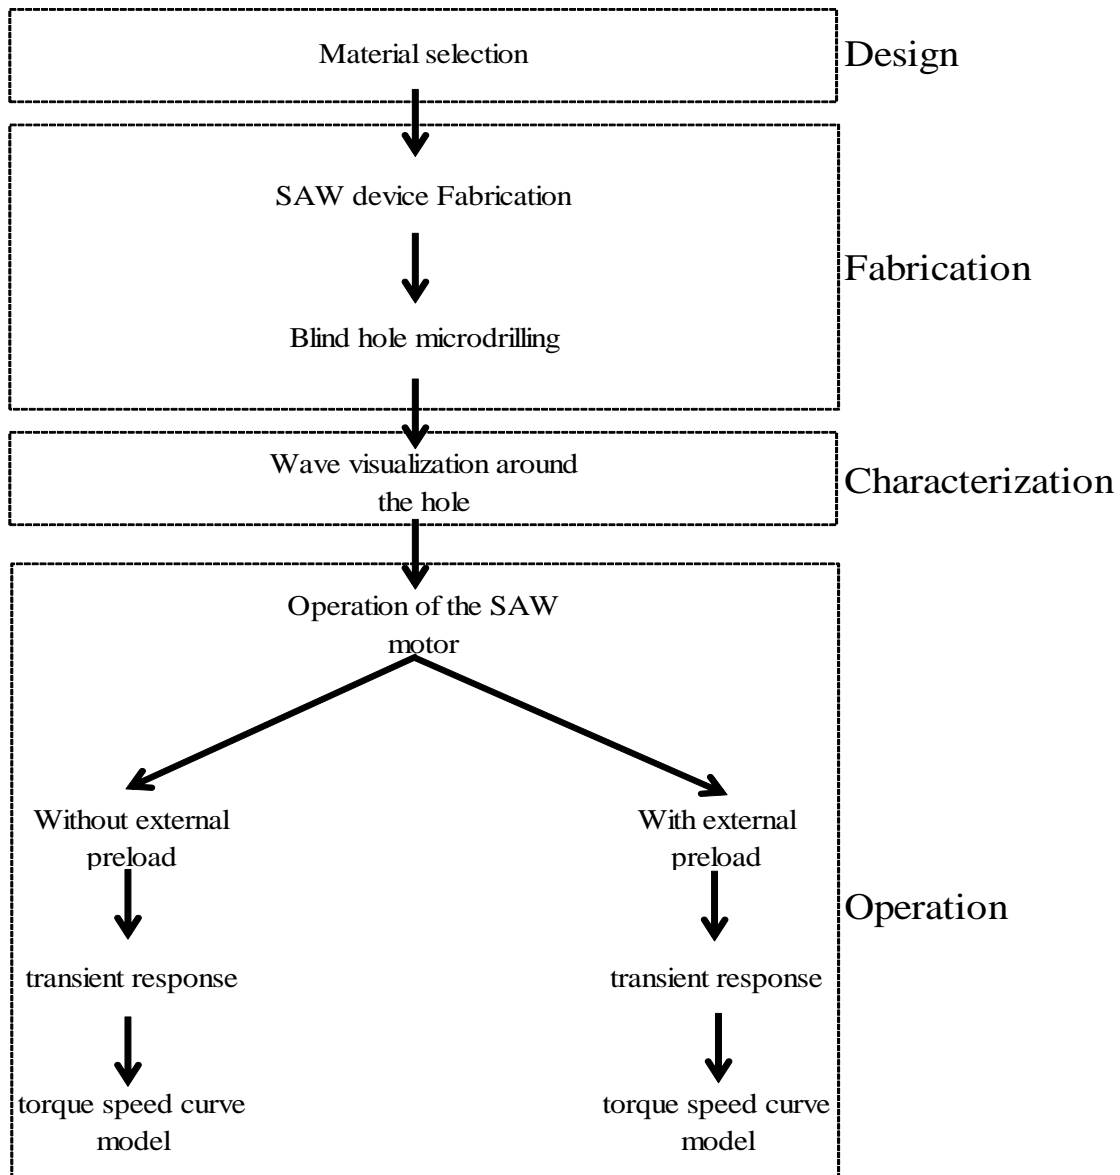 Material selection
Design
SAW device Fabrication
Fabrication
Blind hole microdrilling
Wave visualization around
the hole
Characterization
Operation of the SAW
motor
Without external
preload
With external
preload
Operation
transient response
transient response
torque speed curve
model
torque speed curve
model